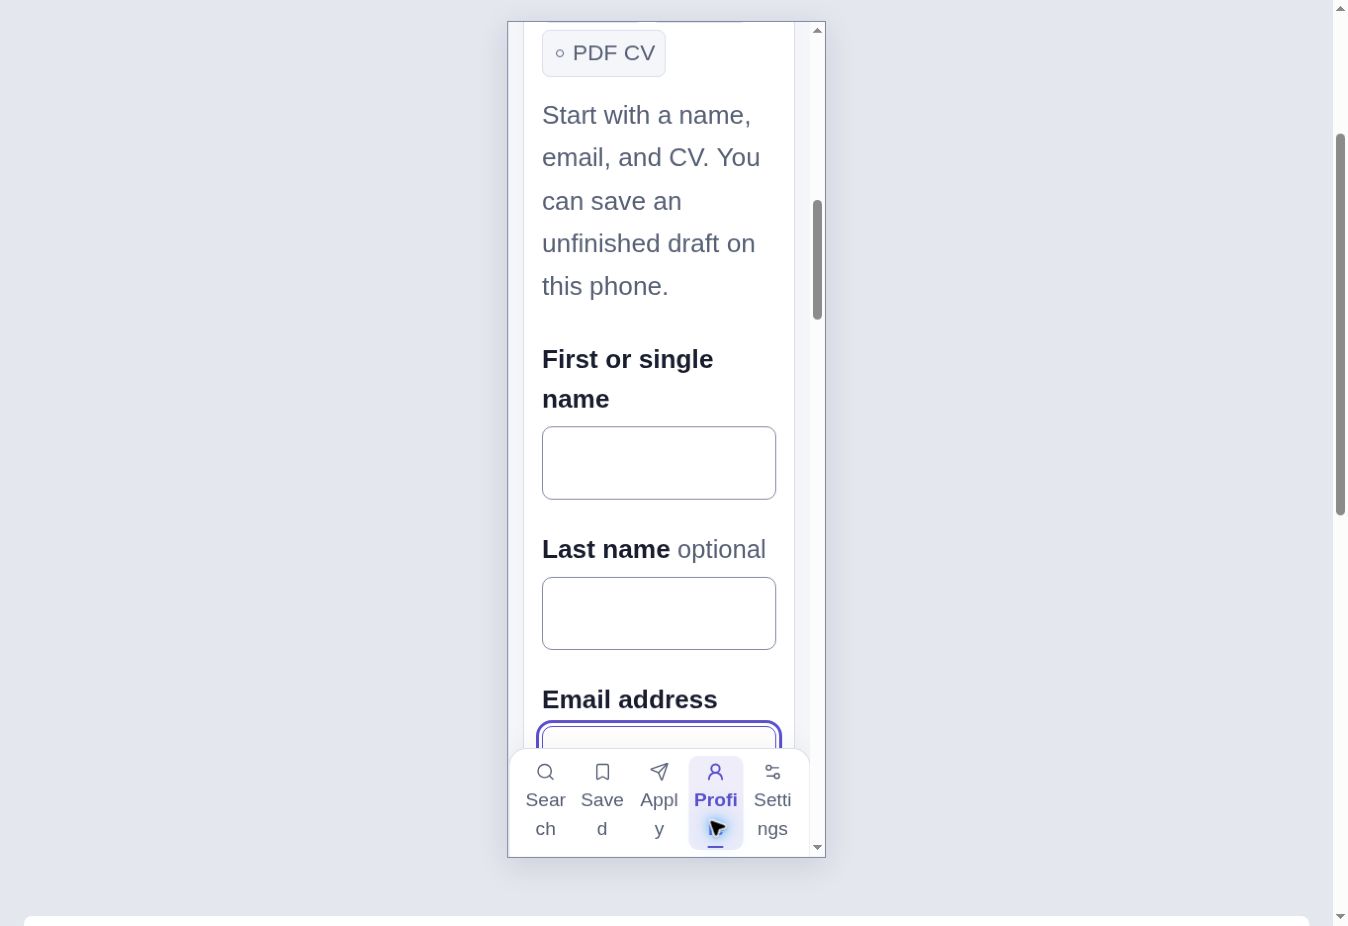 PDF CV
Start with a name,
email, and CV. You
can save an
unfinished draft on
this phone.
First or single
name
Last name optional
Email address
Sear
ch
Save
d
Appl
y
Profi
Setti
ngs